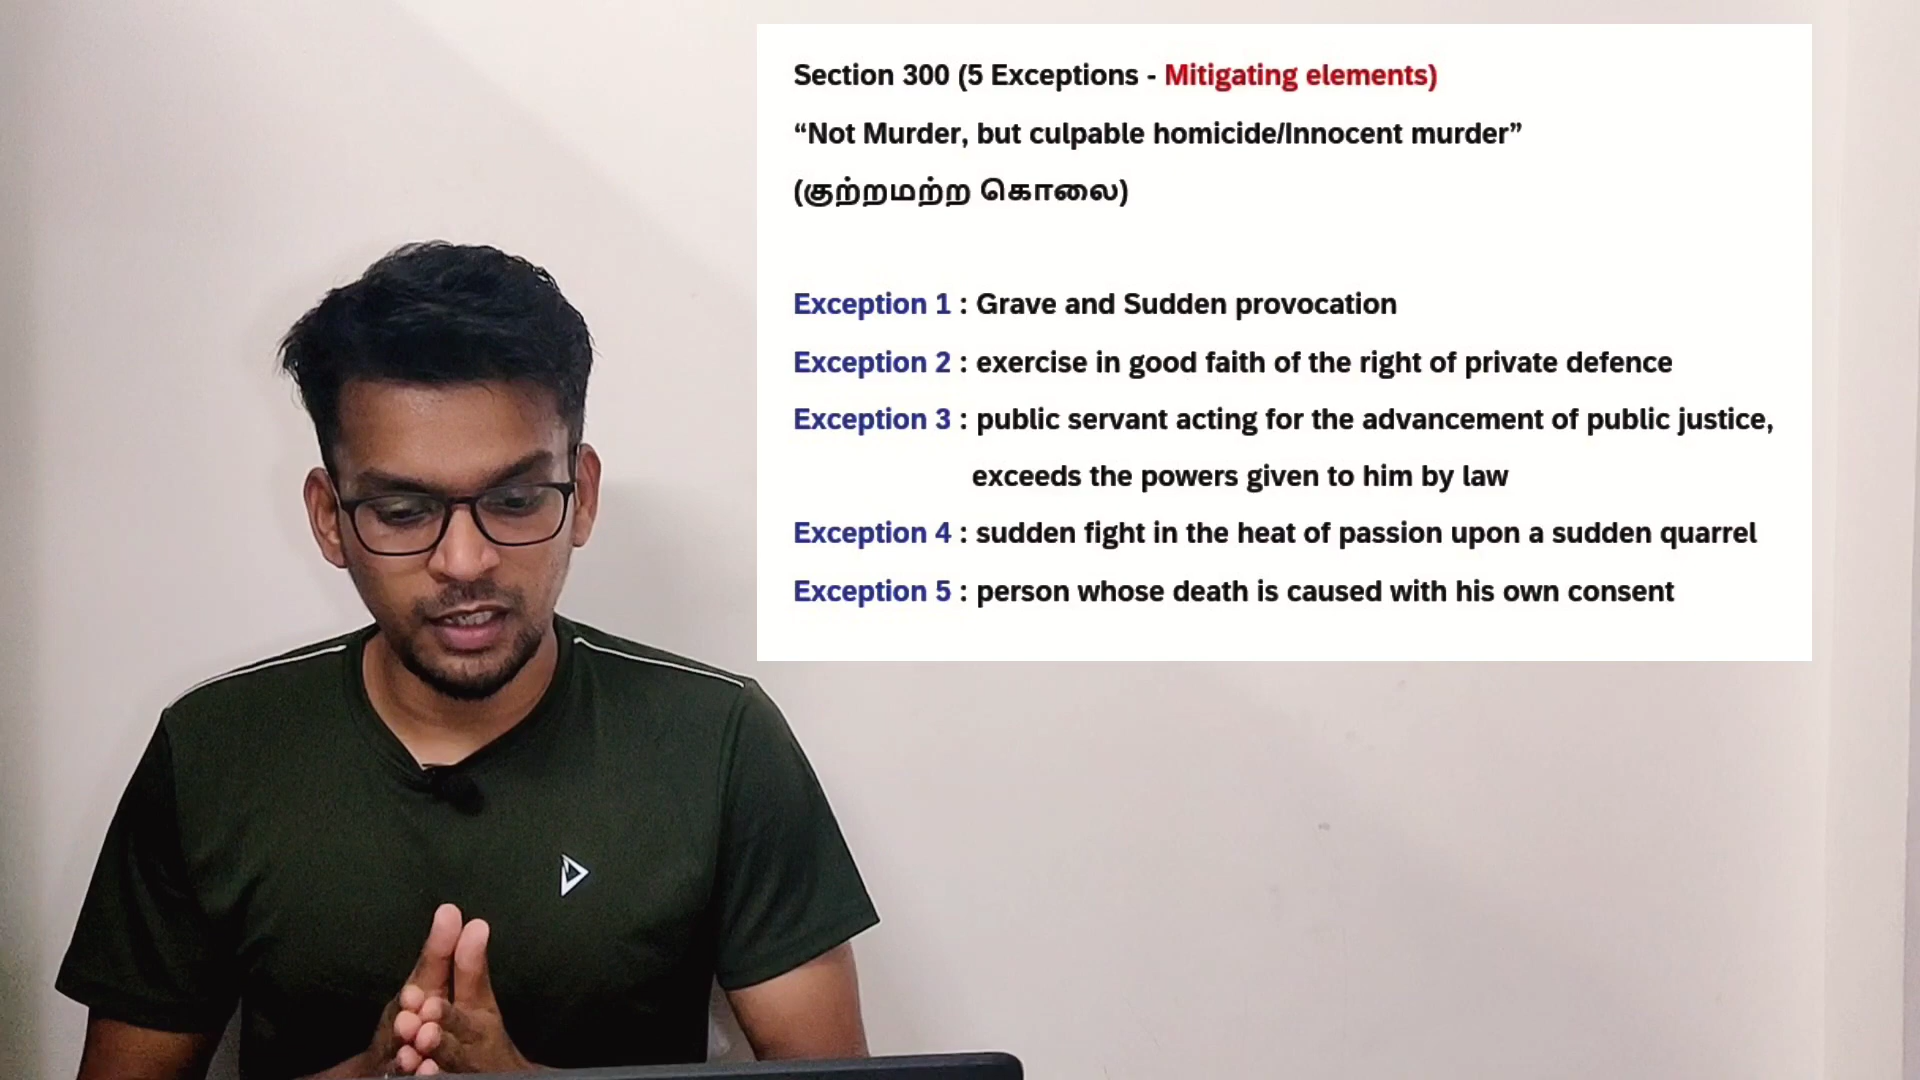 Section 300 (5 Exceptions - Mitigating elements)
“Not Murder, but culpable homicide/Innocent murder”
(குற்றமற்ற கொலை)
Exception 1 : Grave and Sudden provocation
Exception 2 : exercise in good faith of the right of private defence
Exception 3 : public servant acting for the advancement of public justice,
exceeds the powers given to him by law
Exception 4 : sudden fight in the heat of passion upon a sudden quarrel
Exception 5 : person whose death is caused with his own consent